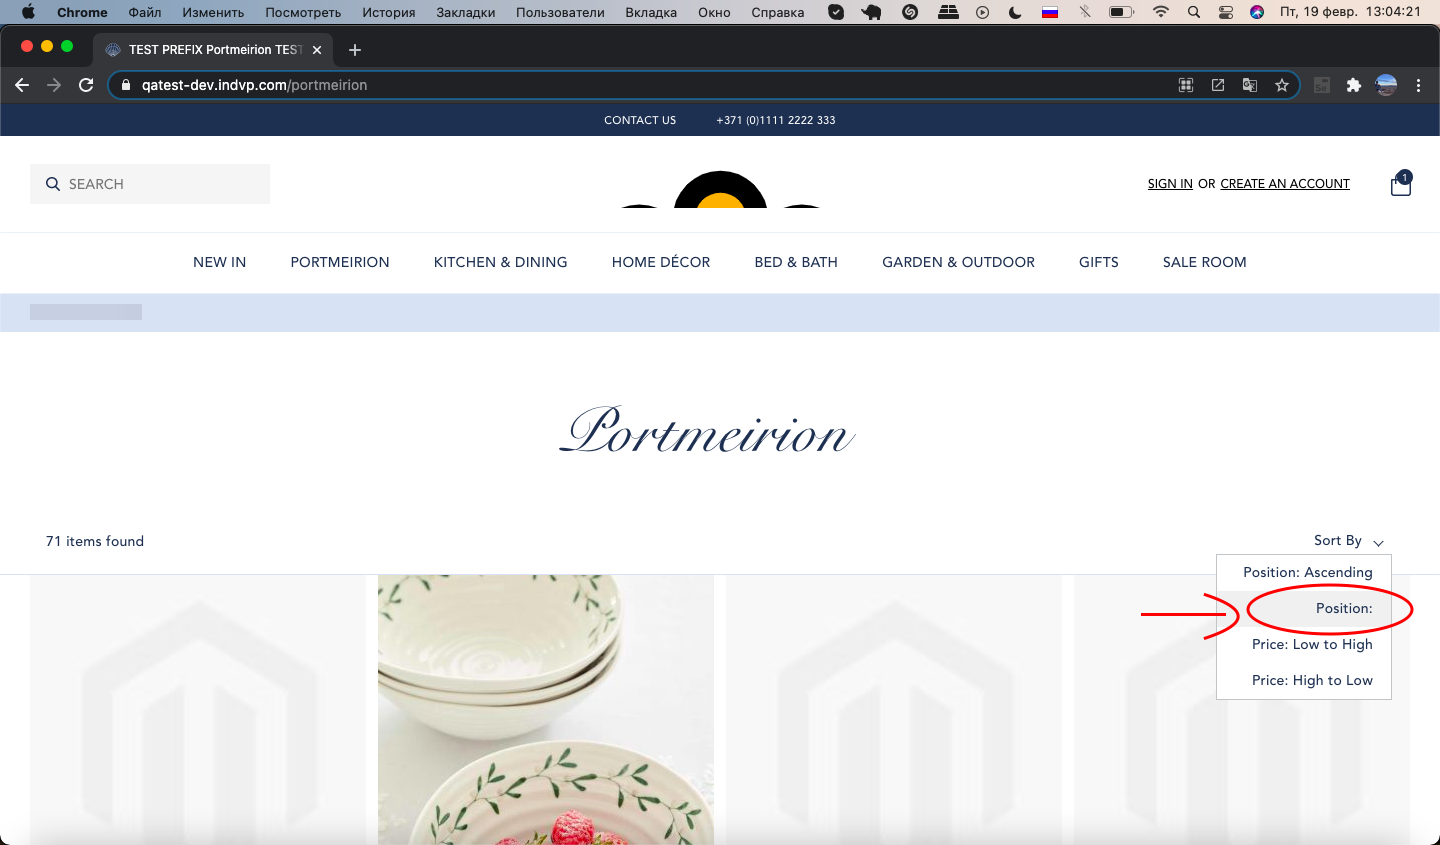 Chrome Файл Изменить Посмотреть История Закладки Пользователи Вкладка Окно Справка Пт, 19 февр. 13:04:21
TEST PREFIX Portmeirion TEST
qatest-dev.indvp.com/portmeirion
CONTACT US +371 (0)1111 2222 333
SEARCH
SIGN IN OR CREATE AN ACCOUNT
1
NEW IN PORTMEIRION KITCHEN & DINING HOME DÉCOR BED & BATH GARDEN & OUTDOOR GIFTS SALE ROOM
Portmeirion
71 items found
Sort By
Position: Ascending
Position:
Price: Low to High
Price: High to Low